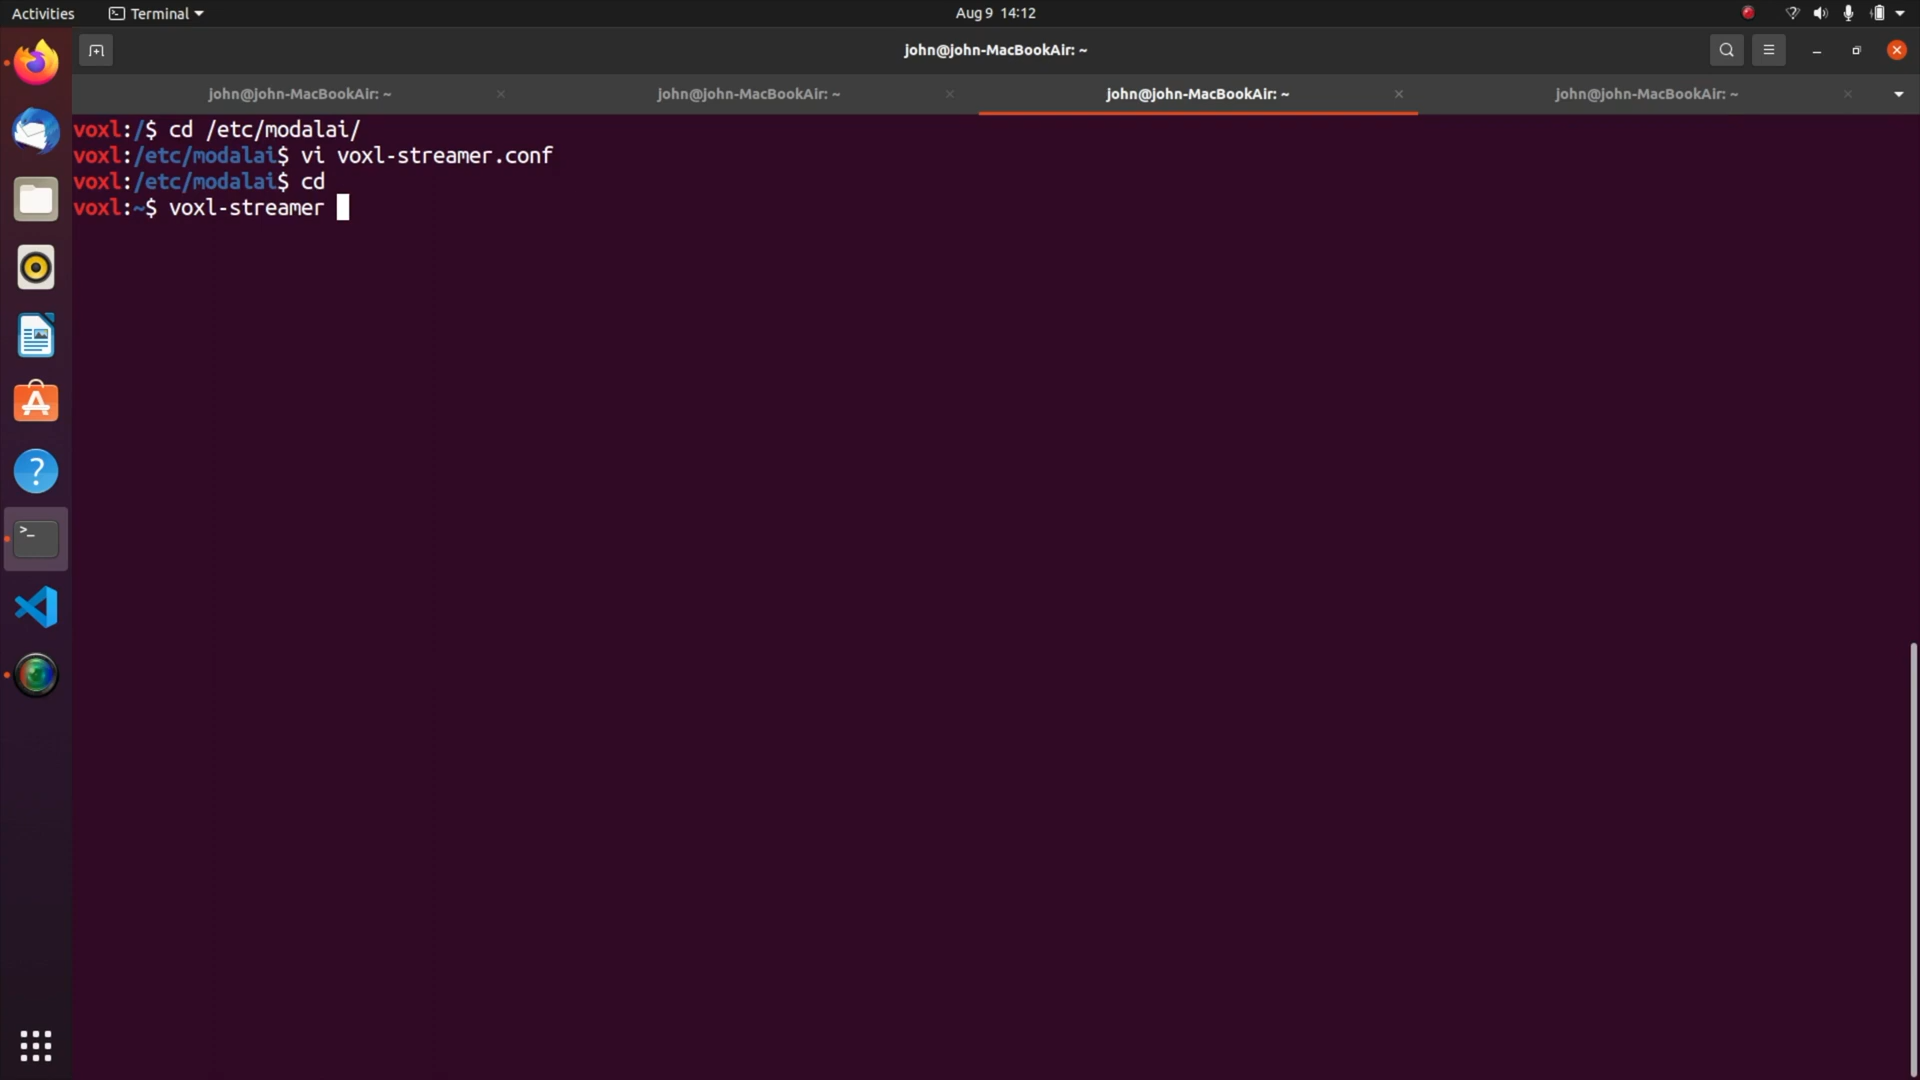 Activities
Terminal
Aug 9 14:12
john@john-MacBookAir: ~
john@john-MacBookAir: ~
john@john-MacBookAir: ~
john@john-MacBookAir: ~
john@john-MacBookAir: ~
voxl:/$ cd /etc/modalai/
voxl:/etc/modalai$ vi voxl-streamer.conf
voxl:/etc/modalai$ cd
voxl:~$ voxl-streamer